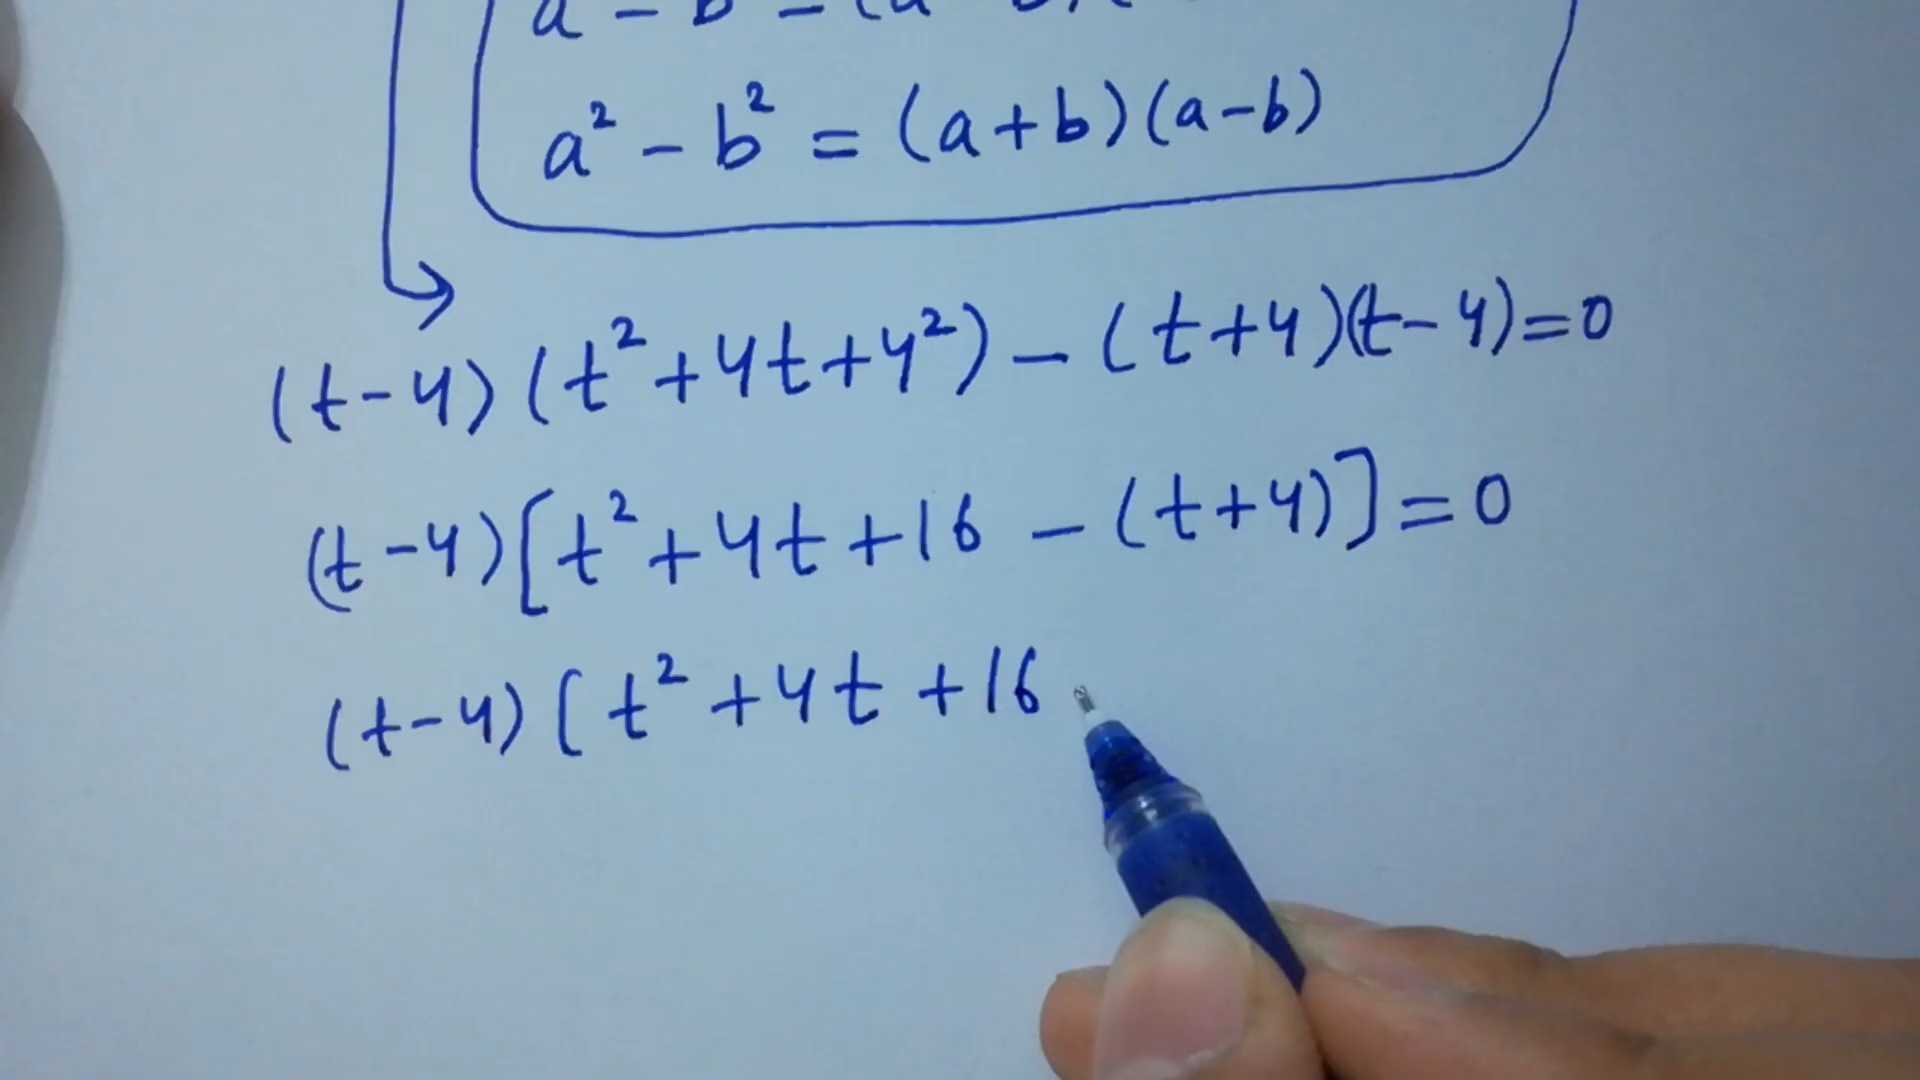 a² - b² = (a+b)(a-b)
(t-4)(t²+4t+4²) - (t+4)(t-4)=0
(t-4)[t²+4t+16 - (t+4)]=0
(t-4)[t²+4t+16